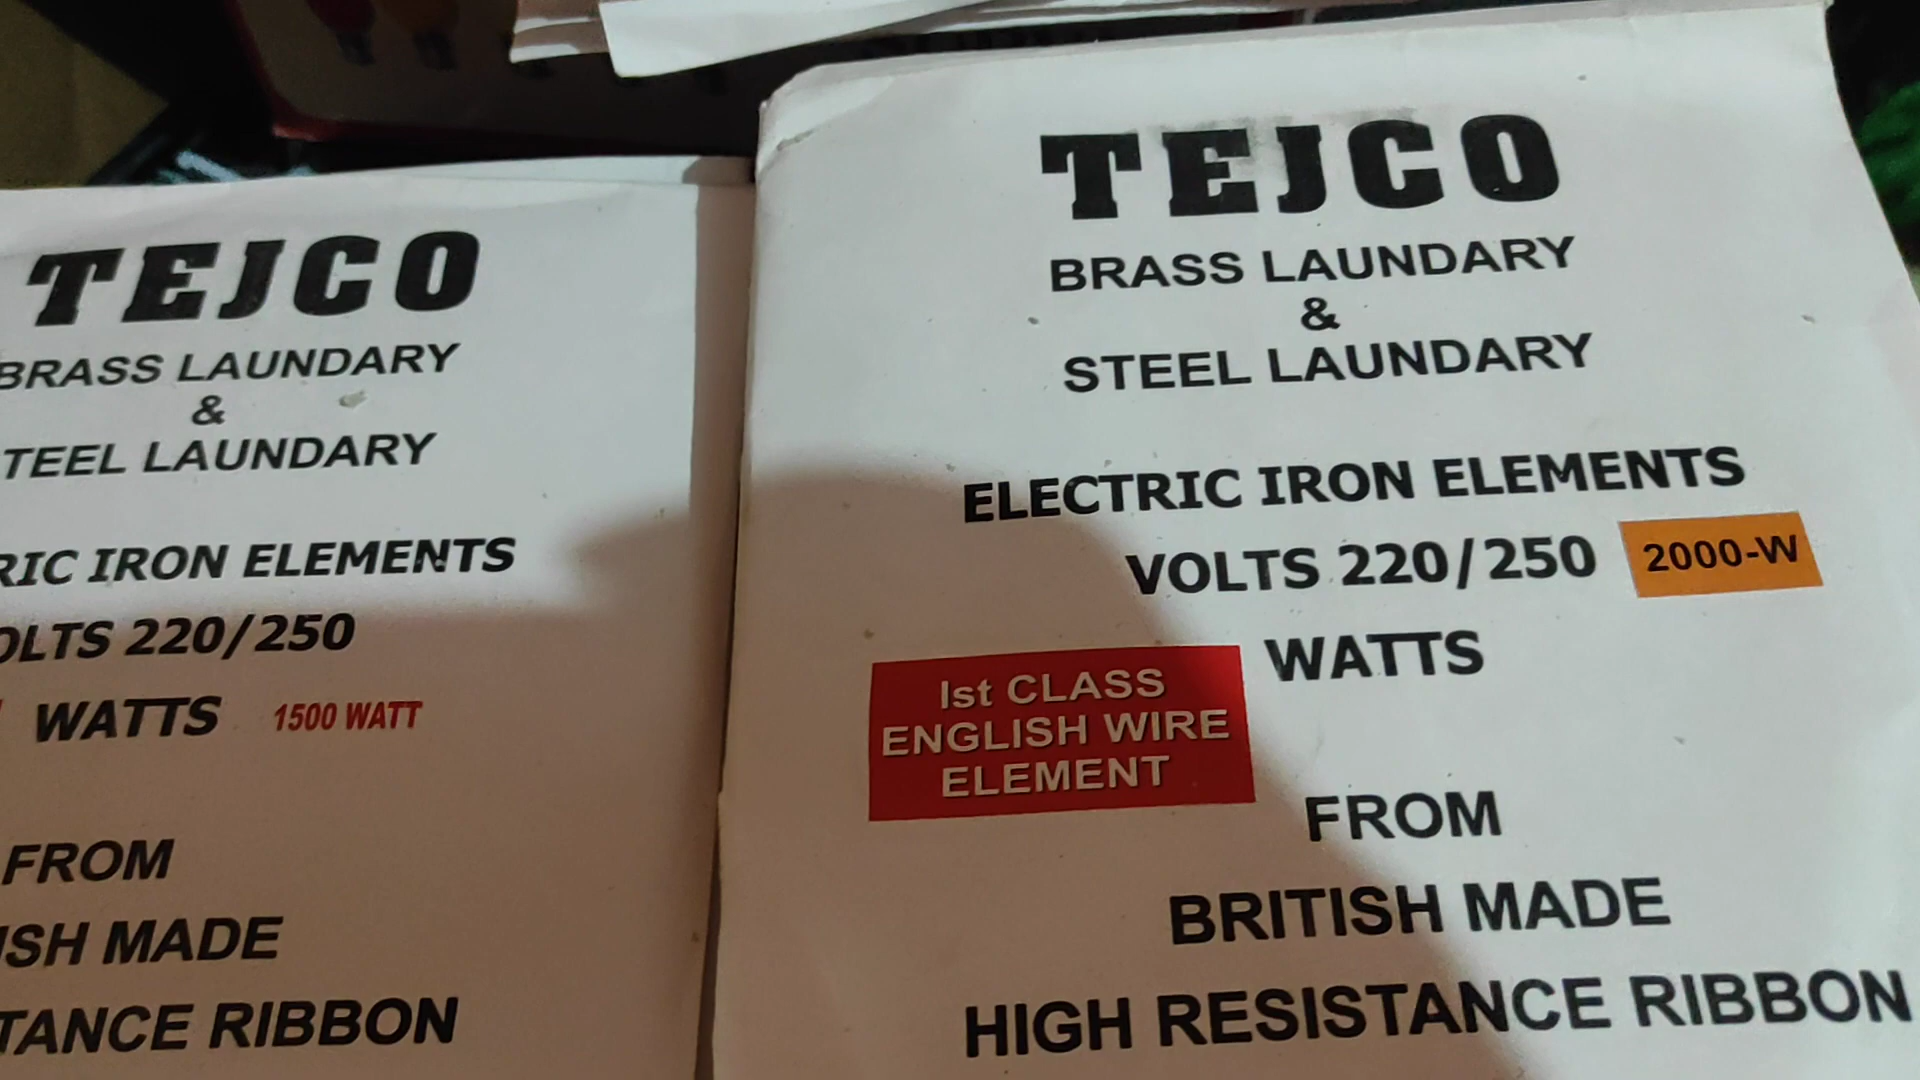 TEJCO
BRASS LAUNDARY
&
TEEL LAUNDARY
RIC IRON ELEMENTS
OLTS 220/250
WATTS 1500 WATT
FROM
ISH MADE
TANCE RIBBON
TEJCO
BRASS LAUNDARY
&
STEEL LAUNDARY
ELECTRIC IRON ELEMENTS
VOLTS 220/250 2000-W
WATTS
Ist CLASS
ENGLISH WIRE
ELEMENT
FROM
BRITISH MADE
HIGH RESISTANCE RIBBON